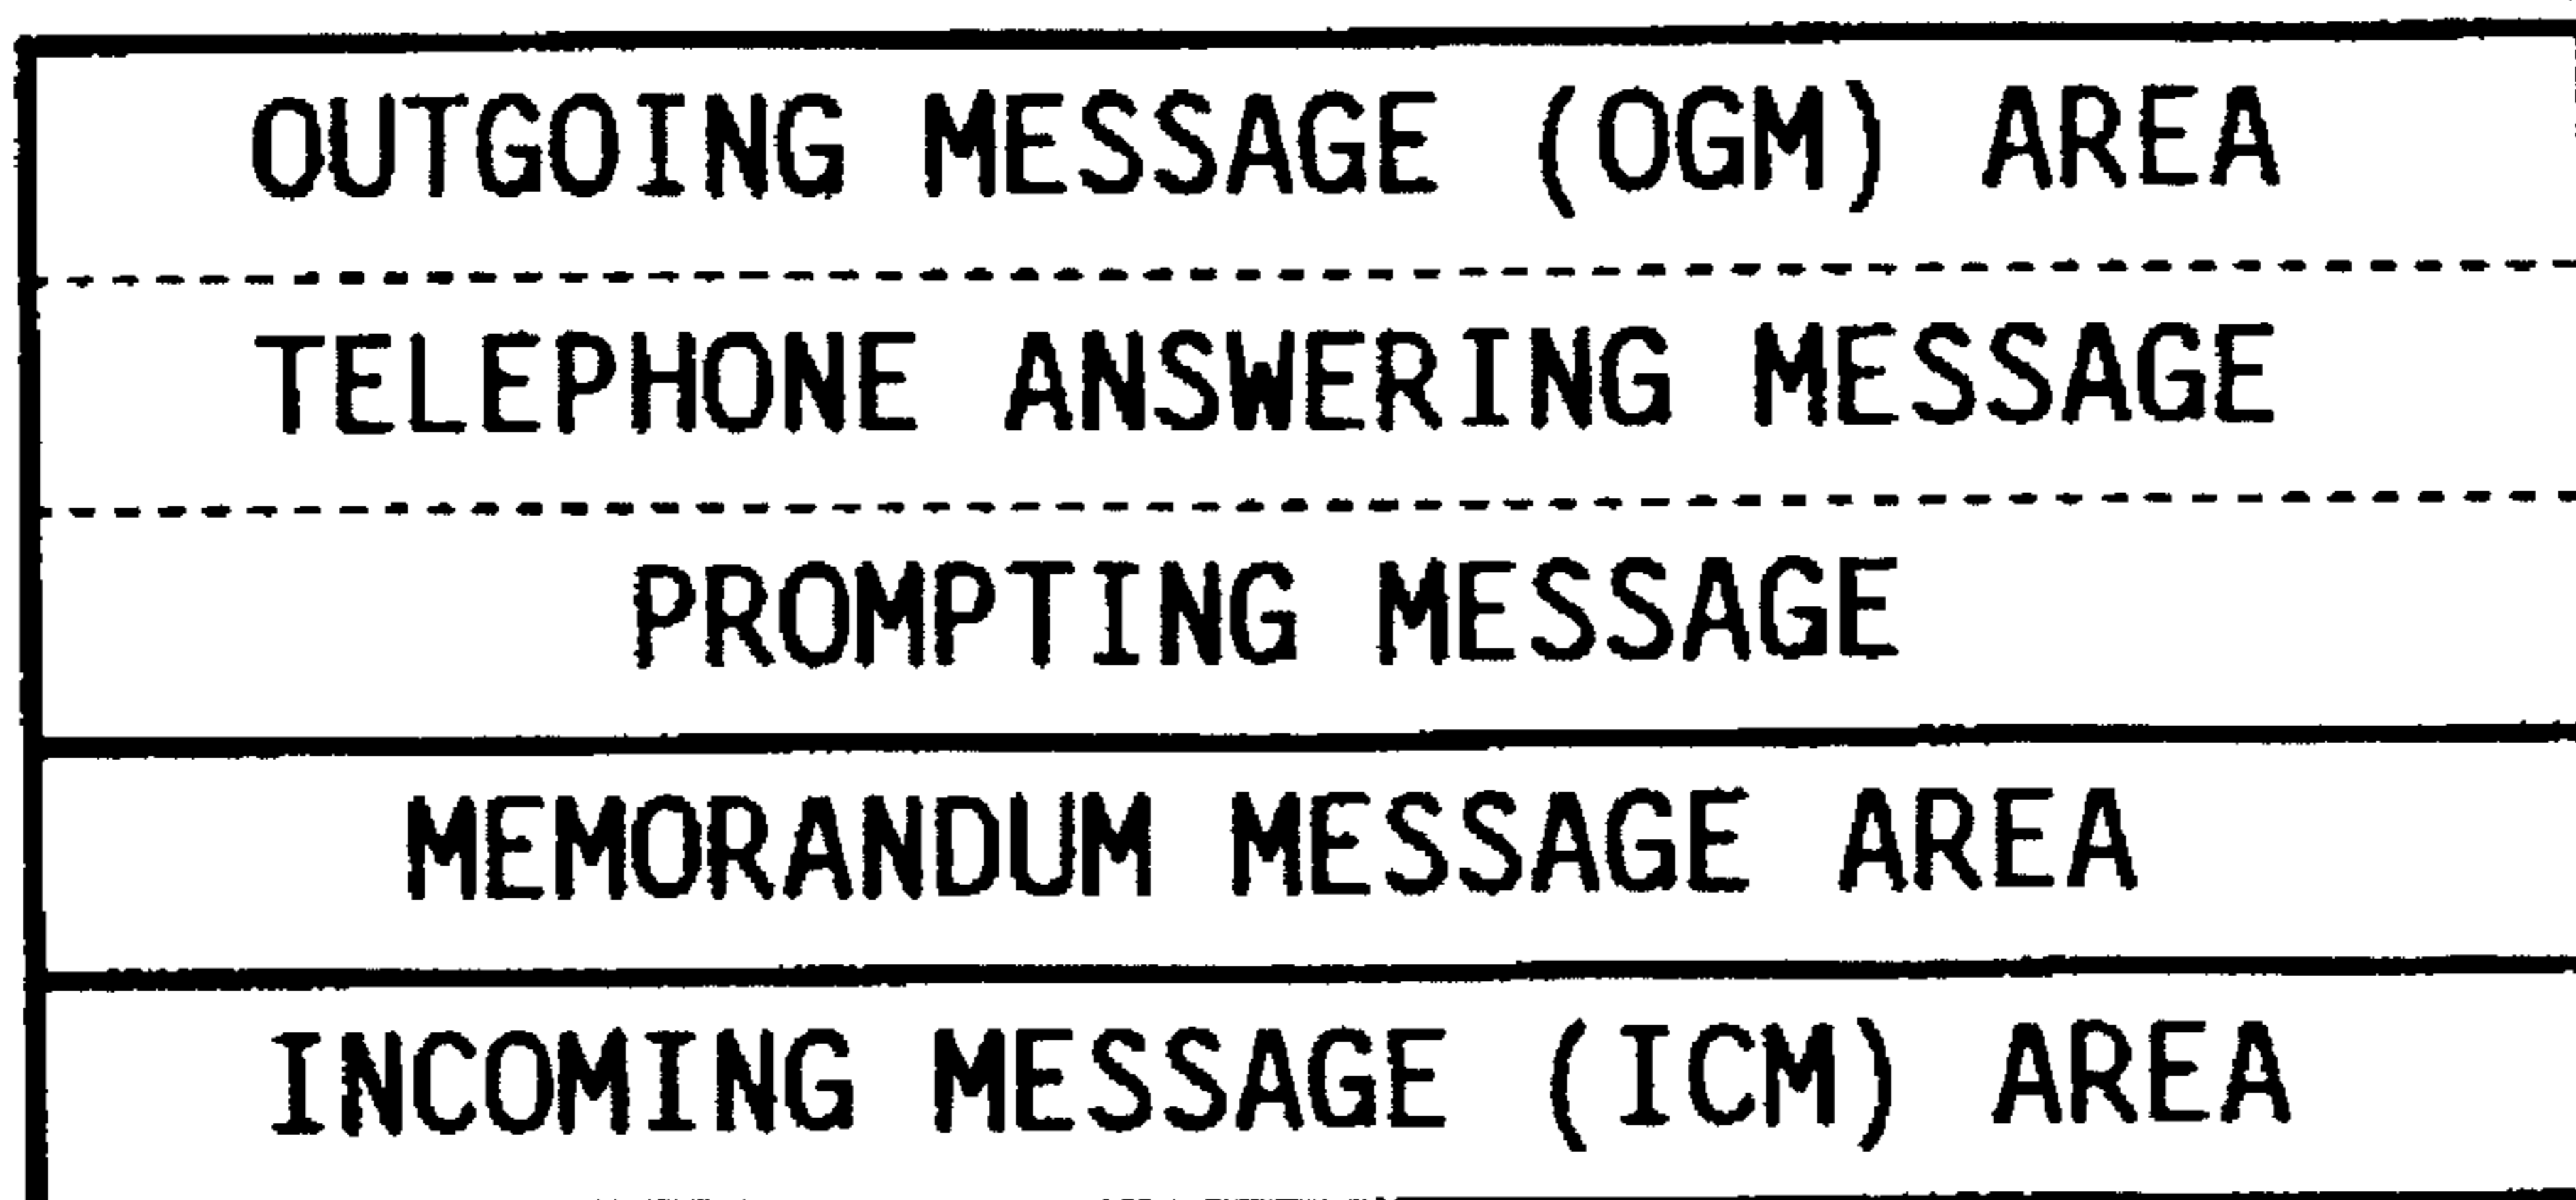 OUTGOING MESSAGE (OGM) AREA
TELEPHONE ANSWERING MESSAGE
PROMPTING MESSAGE
MEMORANDUM MESSAGE AREA
INCOMING MESSAGE (ICM) AREA